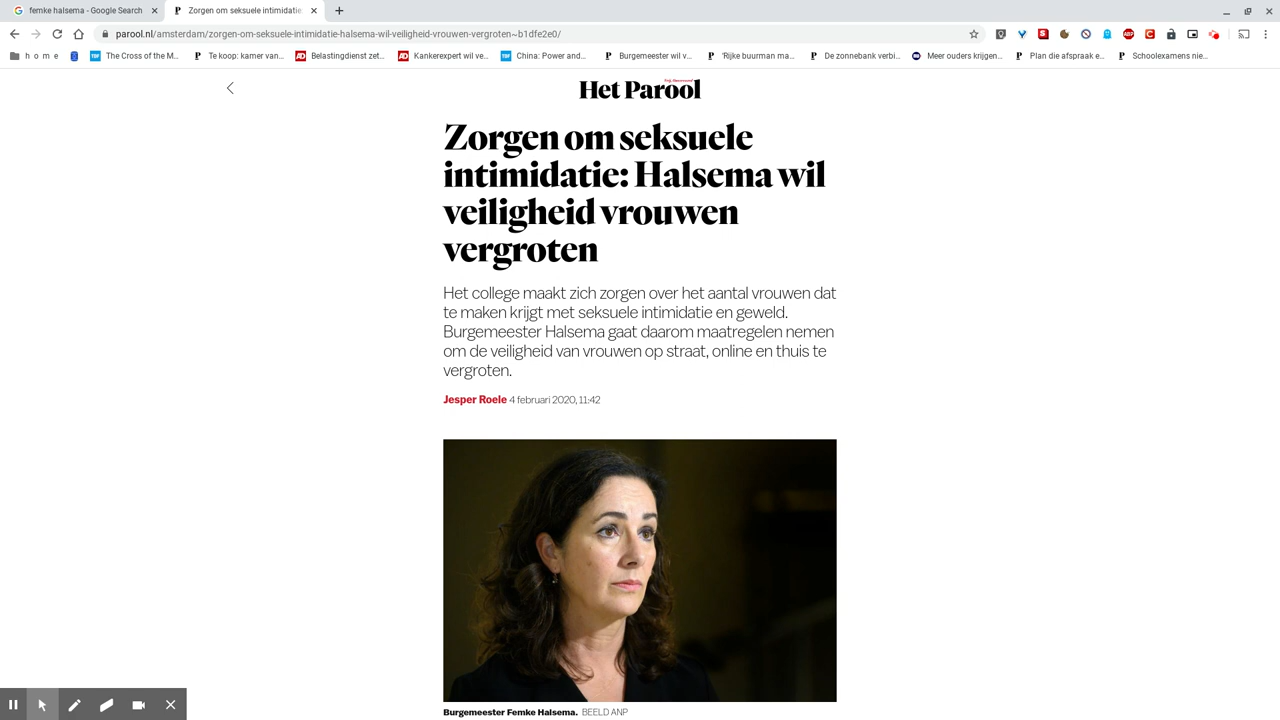 femke halsema - Google Search
Zorgen om seksuele intimidatie
parool.nl/amsterdam/zorgen-om-seksuele-intimidatie-halsema-wil-veiligheid-vrouwen-vergroten~b1dfe2e0/
h o m e
The Cross of the M...
Te koop: kamer van...
Belastingdienst zet...
Kankerexpert wil ve...
China: Power and...
Burgemeester wil v...
'Rijke buurman ma...
De zonnebank verbi...
Meer ouders krijgen...
Plan die afspraak e...
Schoolexamens nie...
Het Parool
Zorgen om seksuele
intimidatie: Halsema wil
veiligheid vrouwen
vergroten
Het college maakt zich zorgen over het aantal vrouwen dat
te maken krijgt met seksuele intimidatie en geweld.
Burgemeester Halsema gaat daarom maatregelen nemen
om de veiligheid van vrouwen op straat, online en thuis te
vergroten.
Jesper Roele 4 februari 2020, 11:42
Burgemeester Femke Halsema. BEELD ANP